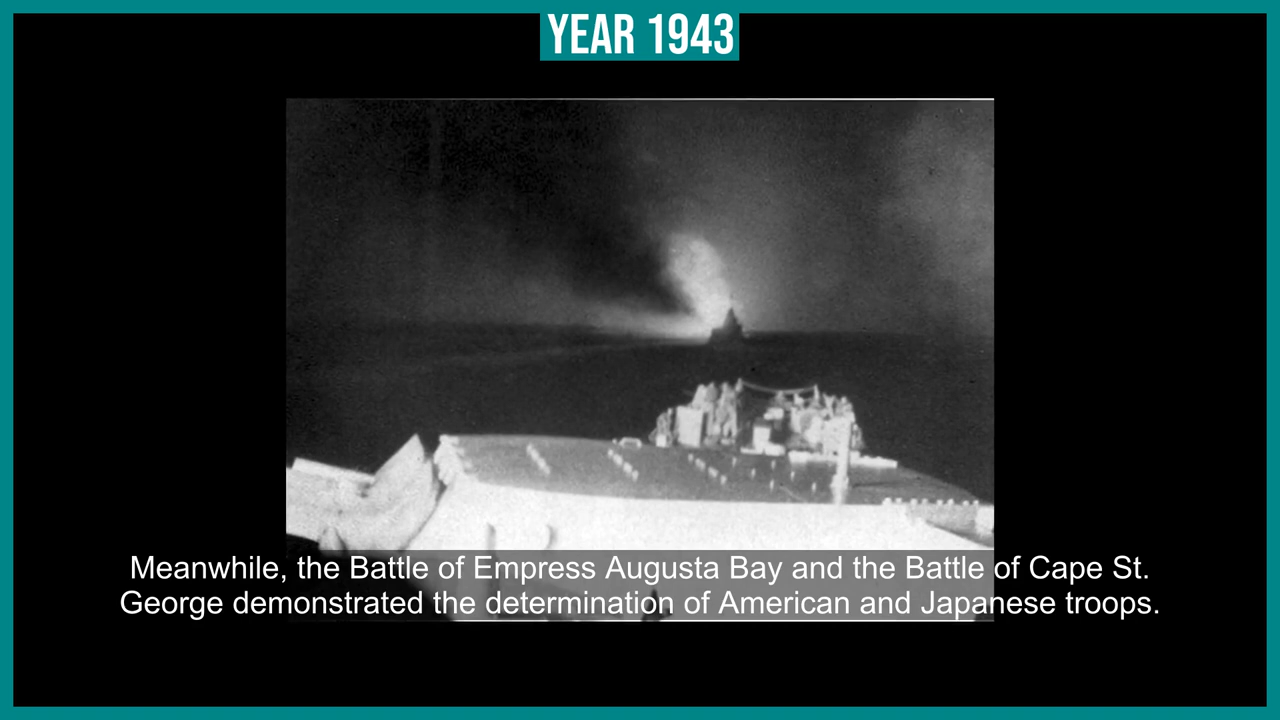 YEAR 1943
Meanwhile, the Battle of Empress Augusta Bay and the Battle of Cape St.
George demonstrated the determination of American and Japanese troops.